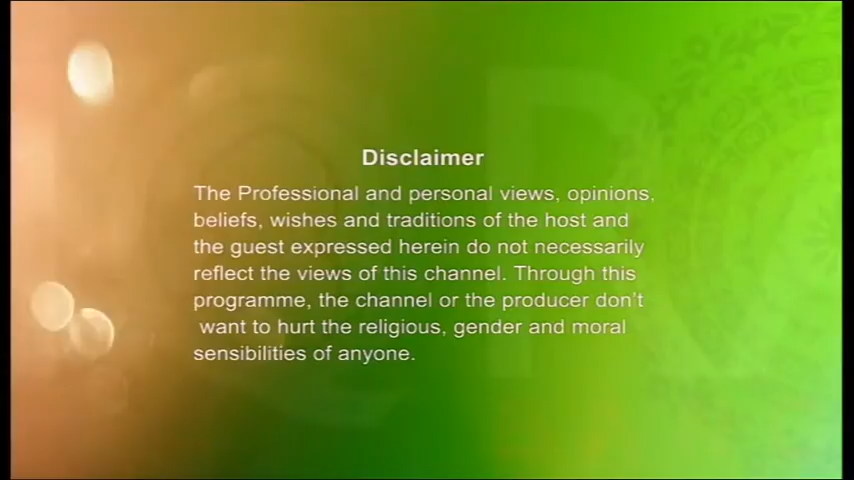 Disclaimer
The Professional and personal views, opinions,
beliefs, wishes and traditions of the host and
the guest expressed herein do not necessarily
reflect the views of this channel. Through this
programme, the channel or the producer don't
want to hurt the religious, gender and moral
sensibilities of anyone.